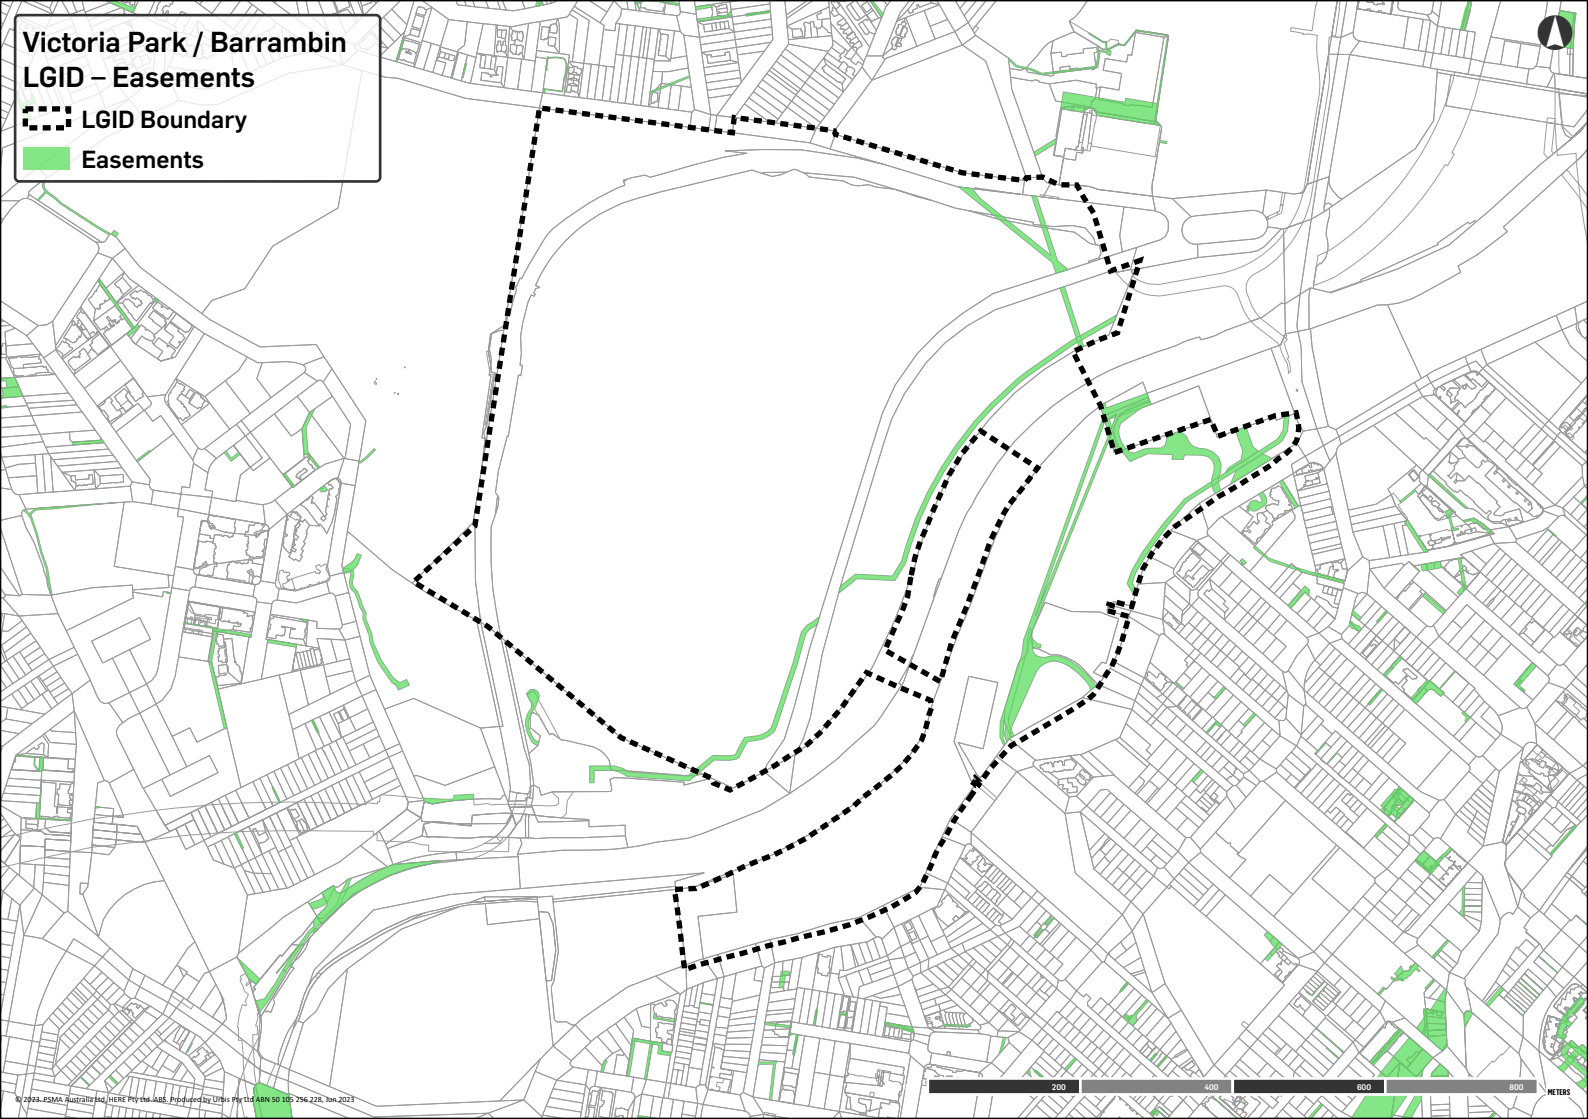 Victoria Park / Barrambin
LGID – Easements
LGID Boundary
Easements
200 400 600 800
METERS
© 2023. PSMA Australia Ltd, HERE Pty Ltd. ABS. Produced by Urbis Pty Ltd ABN 50 105 256 228, Jun 2023